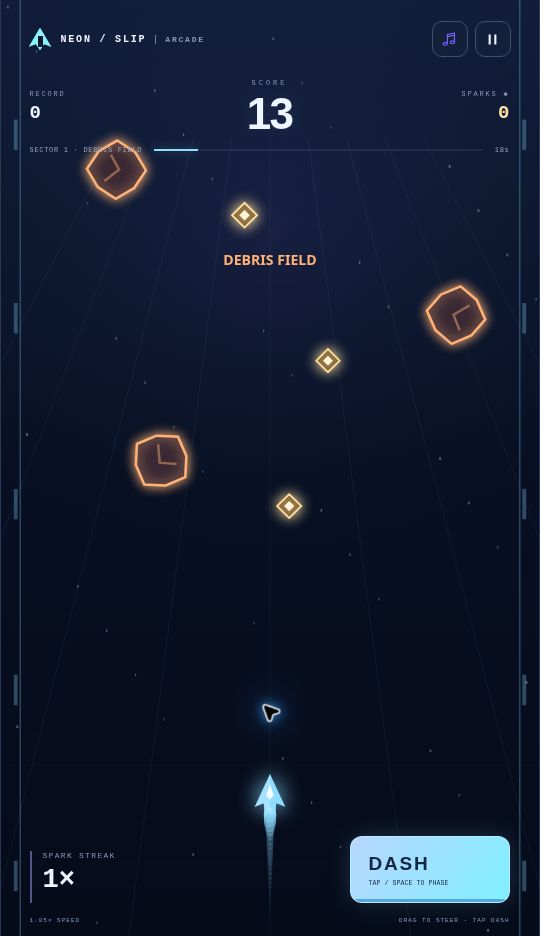 NEON / SLIP | ARCADE
SCORE
RECORD
SPARKS ◆
0
13
0
SECTOR 1 · DEBRIS FIELD
18s
DEBRIS FIELD
SPARK STREAK
1×
DASH
TAP / SPACE TO PHASE
1.05× SPEED
DRAG TO STEER · TAP DASH